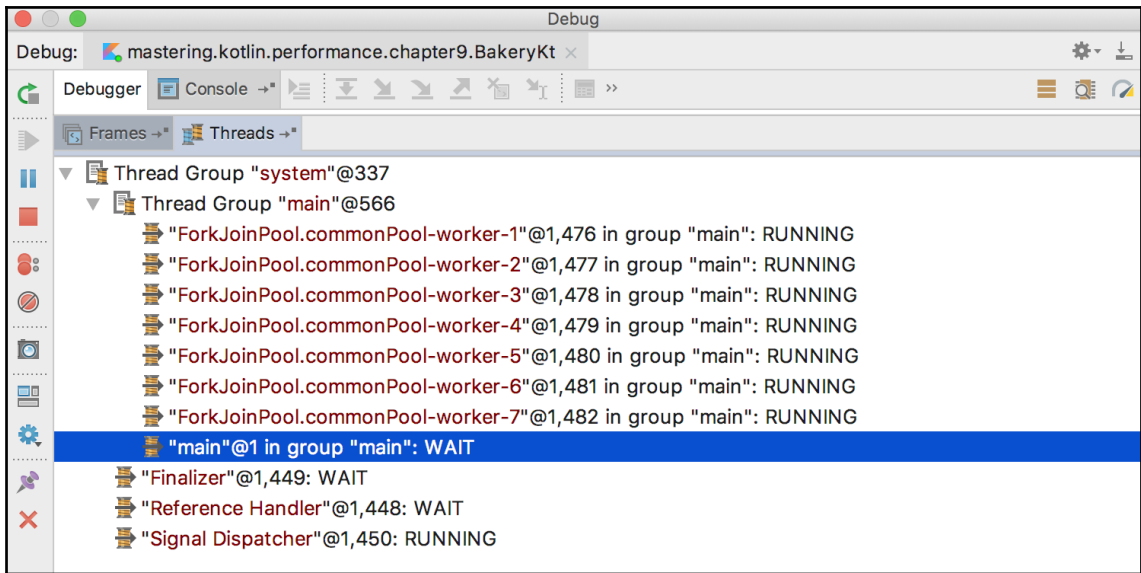 Debug
Debug: mastering.kotlin.performance.chapter9.BakeryKt
Debugger Console
Frames Threads
Thread Group "system"@337
Thread Group "main"@566
"ForkJoinPool.commonPool-worker-1"@1,476 in group "main": RUNNING
"ForkJoinPool.commonPool-worker-2"@1,477 in group "main": RUNNING
"ForkJoinPool.commonPool-worker-3"@1,478 in group "main": RUNNING
"ForkJoinPool.commonPool-worker-4"@1,479 in group "main": RUNNING
"ForkJoinPool.commonPool-worker-5"@1,480 in group "main": RUNNING
"ForkJoinPool.commonPool-worker-6"@1,481 in group "main": RUNNING
"ForkJoinPool.commonPool-worker-7"@1,482 in group "main": RUNNING
"main"@1 in group "main": WAIT
"Finalizer"@1,449: WAIT
"Reference Handler"@1,448: WAIT
"Signal Dispatcher"@1,450: RUNNING